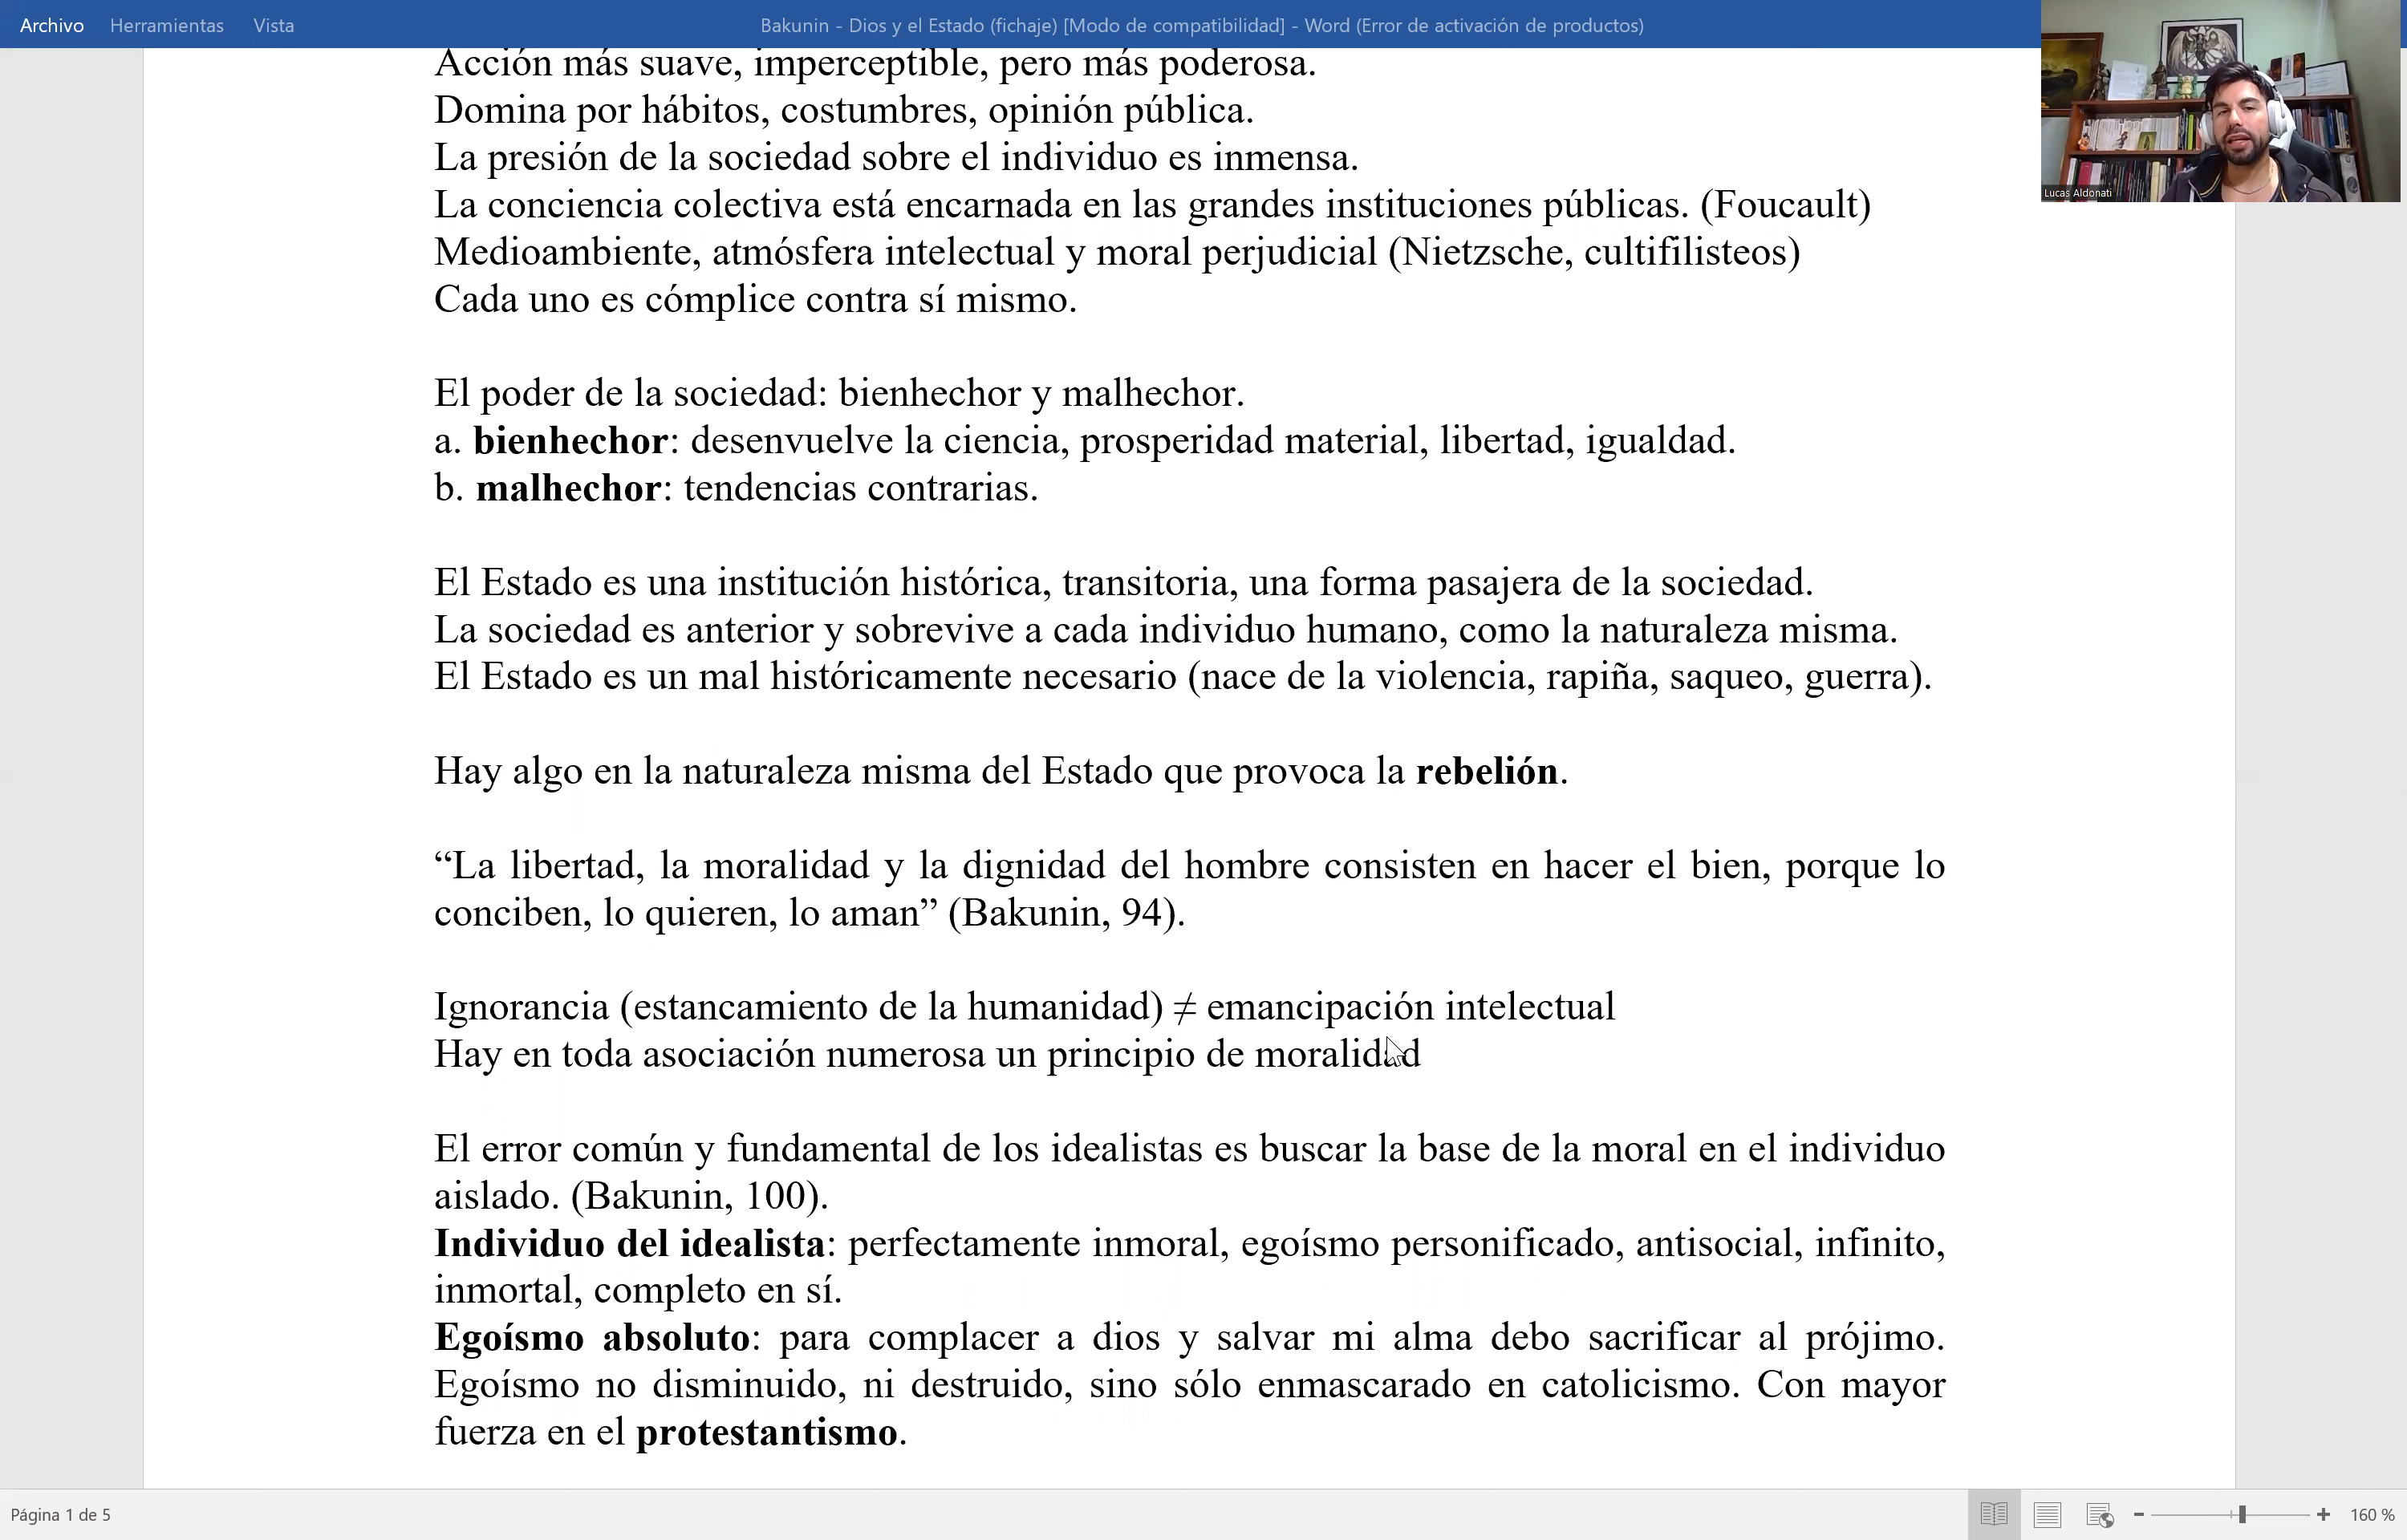 Archivo Herramientas Vista Bakunin - Dios y el Estado (fichaje) [Modo de compatibilidad] - Word (Error de activación de productos)
Lucas Aldonati
Acción más suave, imperceptible, pero más poderosa.
Domina por hábitos, costumbres, opinión pública.
La presión de la sociedad sobre el individuo es inmensa.
La conciencia colectiva está encarnada en las grandes instituciones públicas. (Foucault)
Medioambiente, atmósfera intelectual y moral perjudicial (Nietzsche, cultifilisteos)
Cada uno es cómplice contra sí mismo.
El poder de la sociedad: bienhechor y malhechor.
a. bienhechor: desenvuelve la ciencia, prosperidad material, libertad, igualdad.
b. malhechor: tendencias contrarias.
El Estado es una institución histórica, transitoria, una forma pasajera de la sociedad.
La sociedad es anterior y sobrevive a cada individuo humano, como la naturaleza misma.
El Estado es un mal históricamente necesario (nace de la violencia, rapiña, saqueo, guerra).
Hay algo en la naturaleza misma del Estado que provoca la rebelión.
“La libertad, la moralidad y la dignidad del hombre consisten en hacer el bien, porque lo
conciben, lo quieren, lo aman” (Bakunin, 94).
Ignorancia (estancamiento de la humanidad) ≠ emancipación intelectual
Hay en toda asociación numerosa un principio de moralidad
El error común y fundamental de los idealistas es buscar la base de la moral en el individuo
aislado. (Bakunin, 100).
Individuo del idealista: perfectamente inmoral, egoísmo personificado, antisocial, infinito,
inmortal, completo en sí.
Egoísmo absoluto: para complacer a dios y salvar mi alma debo sacrificar al prójimo.
Egoísmo no disminuido, ni destruido, sino sólo enmascarado en catolicismo. Con mayor
fuerza en el protestantismo.
Página 1 de 5 160 %